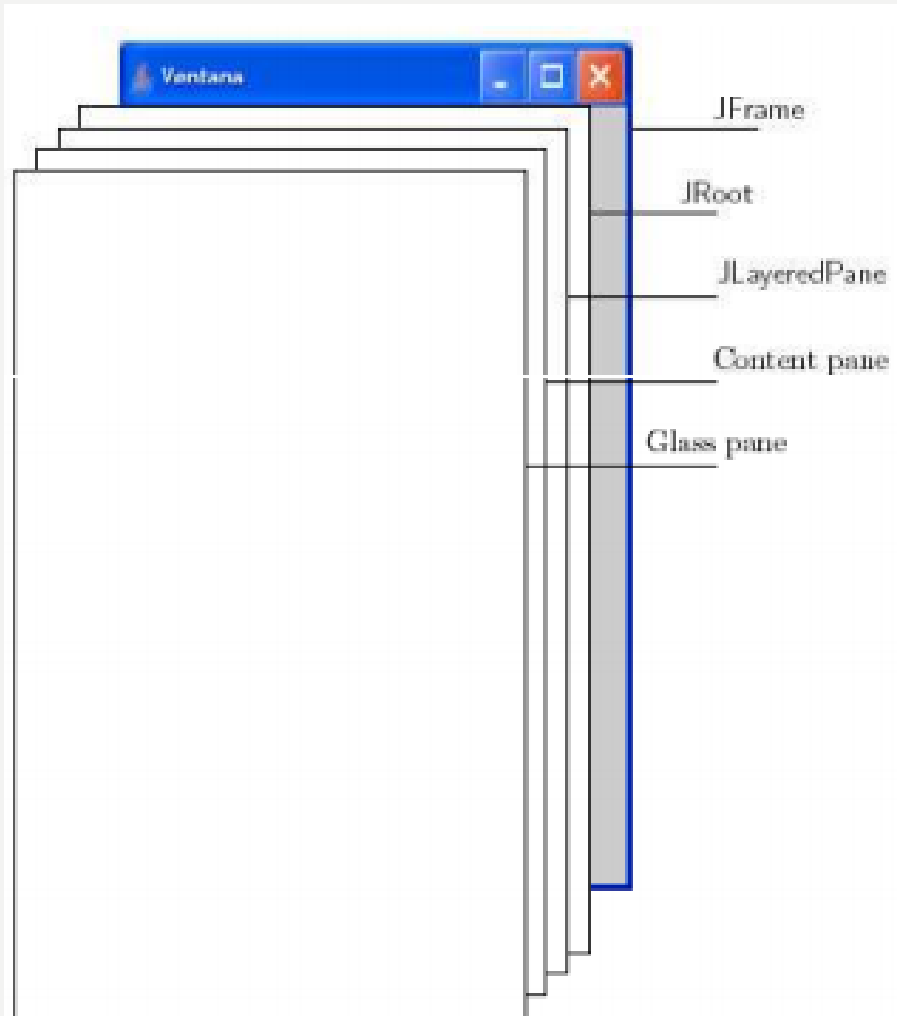 Ventana
JFrame
JRoot
JLayeredPane
Content pane
Glass pane